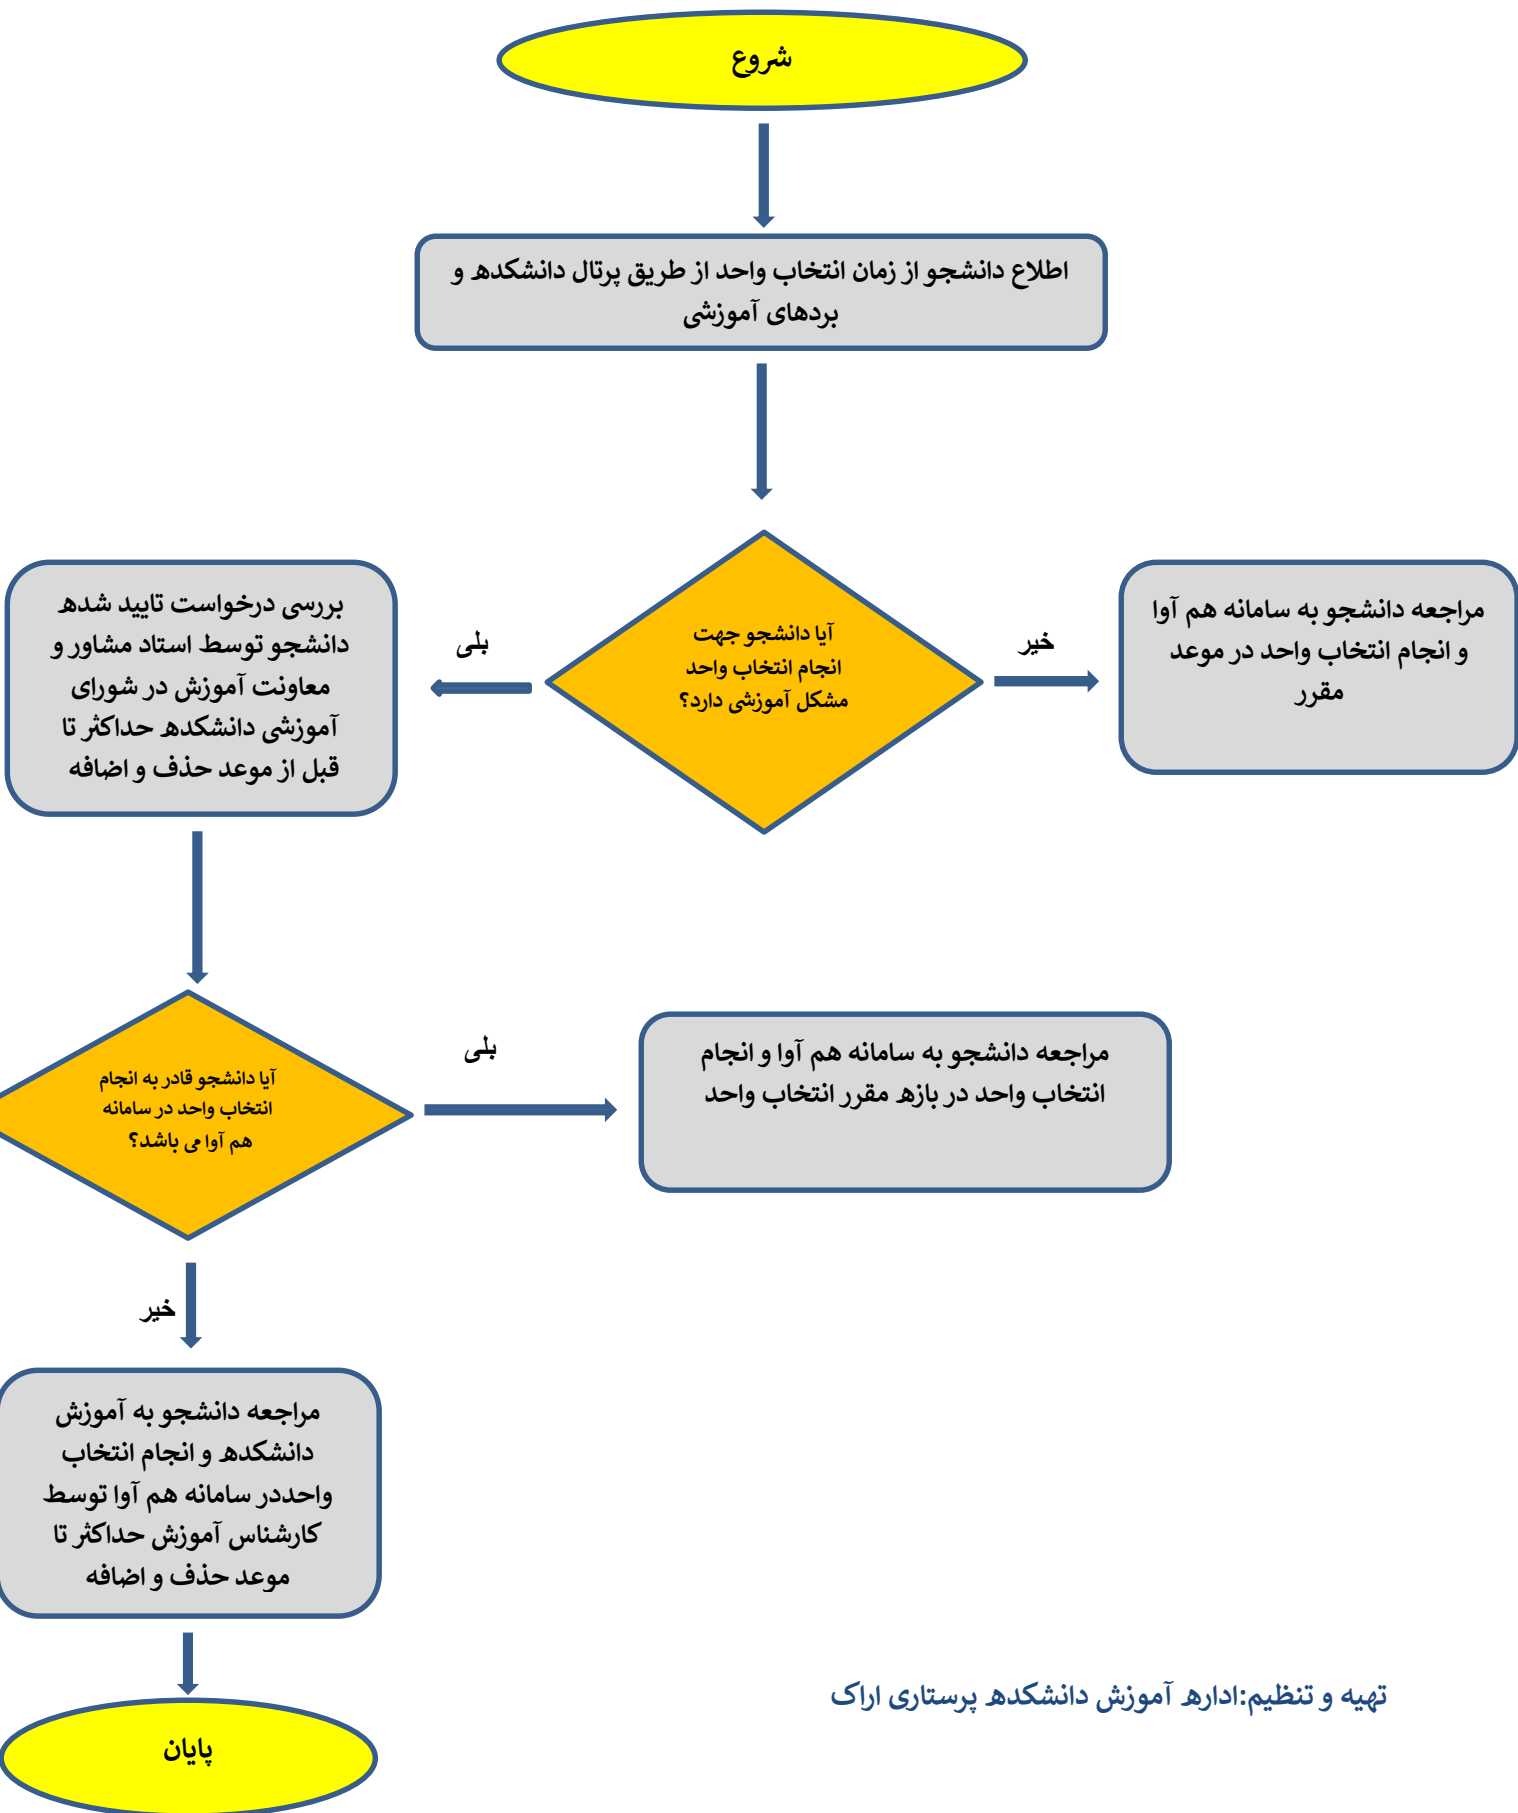 شروع
اطلاع دانشجو از زمان انتخاب واحد از طریق پرتال دانشکده و
بردهای آموزشی
آیا دانشجو جهت
انجام انتخاب واحد
مشکل آموزشی دارد؟
خیر
مراجعه دانشجو به سامانه هم آوا
و انجام انتخاب واحد در موعد
مقرر
بلی
بررسی درخواست تایید شده
دانشجو توسط استاد مشاور و
معاونت آموزش در شورای
آموزشی دانشکده حداکثر تا
قبل از موعد حذف و اضافه
آیا دانشجو قادر به انجام
انتخاب واحد در سامانه
هم آوا می باشد؟
بلی
مراجعه دانشجو به سامانه هم آوا و انجام
انتخاب واحد در بازه مقرر انتخاب واحد
خیر
مراجعه دانشجو به آموزش
دانشکده و انجام انتخاب
واحددر سامانه هم آوا توسط
کارشناس آموزش حداکثر تا
موعد حذف و اضافه
پایان
تهیه و تنظیم:اداره آموزش دانشکده پرستاری اراک